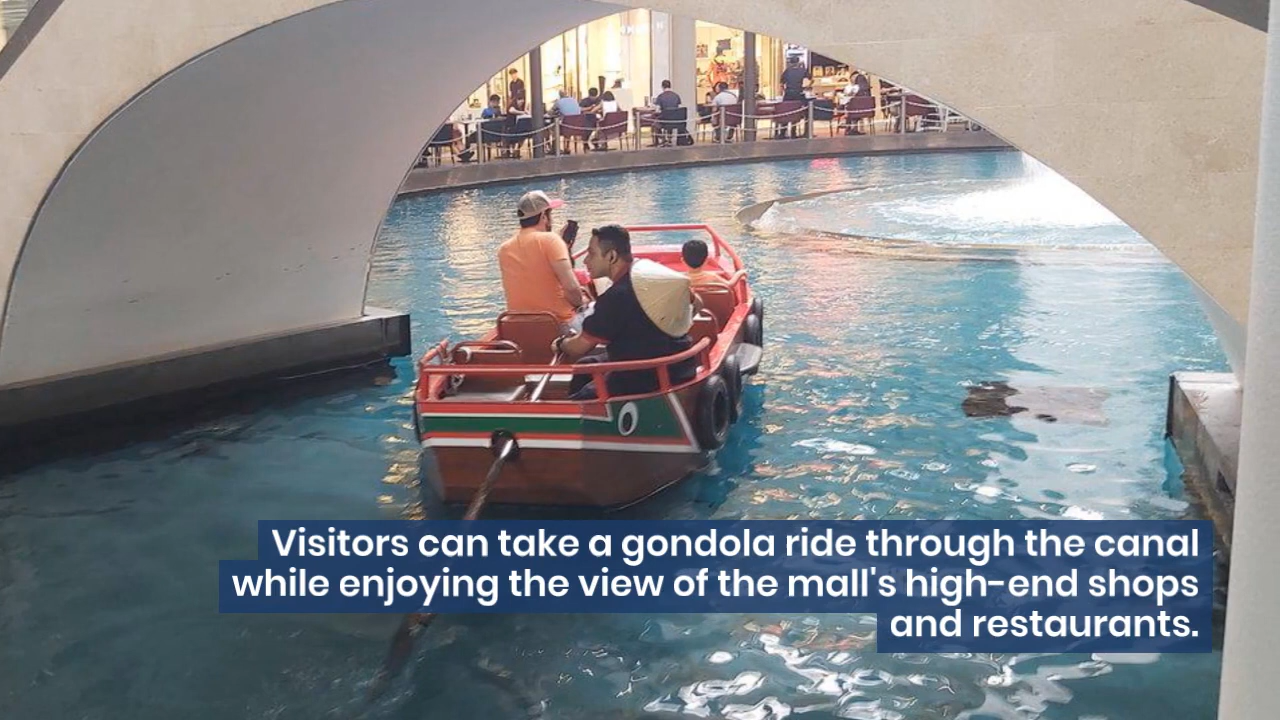 Visitors can take a gondola ride through the canal
while enjoying the view of the mall's high-end shops
and restaurants.